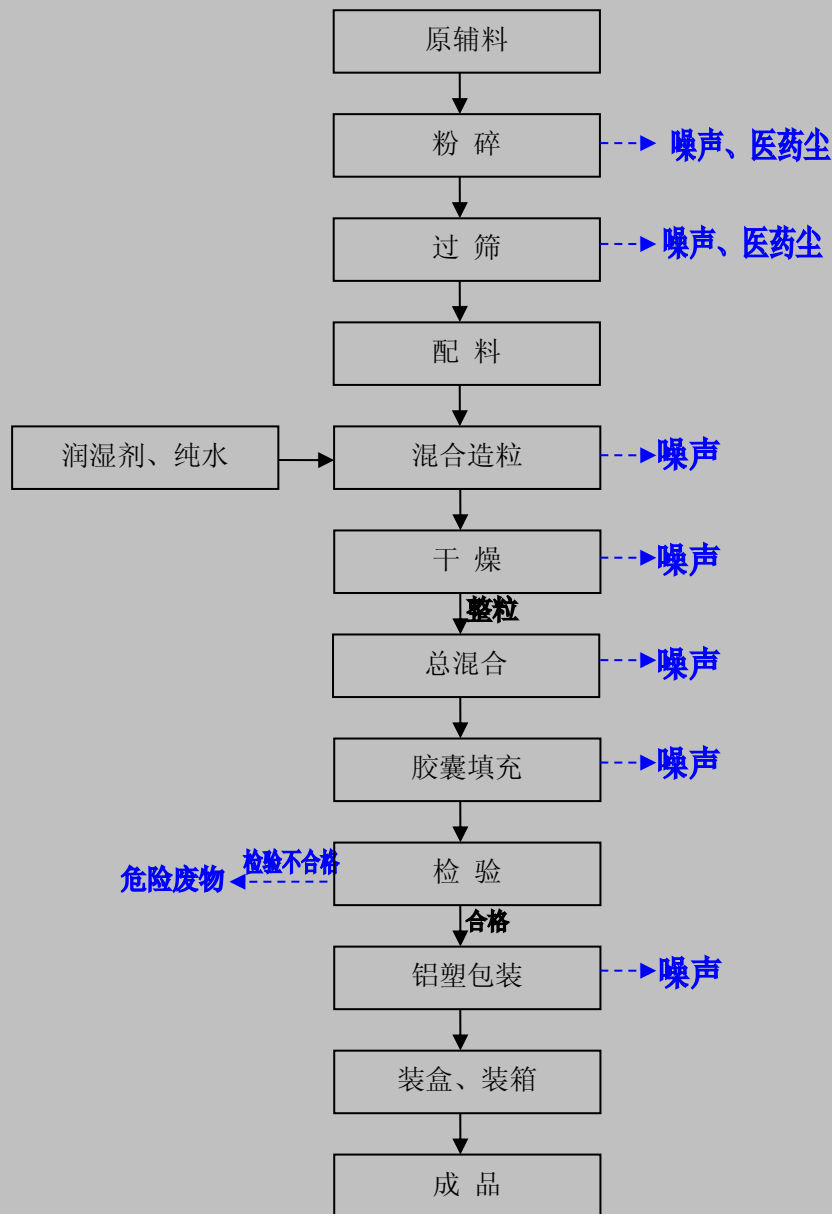 原辅料
粉 碎
噪声、医药尘
过 筛
噪声、医药尘
配 料
润湿剂、纯水
混合造粒
噪声
干 燥
噪声
整粒
总混合
噪声
胶囊填充
噪声
危险废物
检验不合格
检 验
合格
铝塑包装
噪声
装盒、装箱
成 品